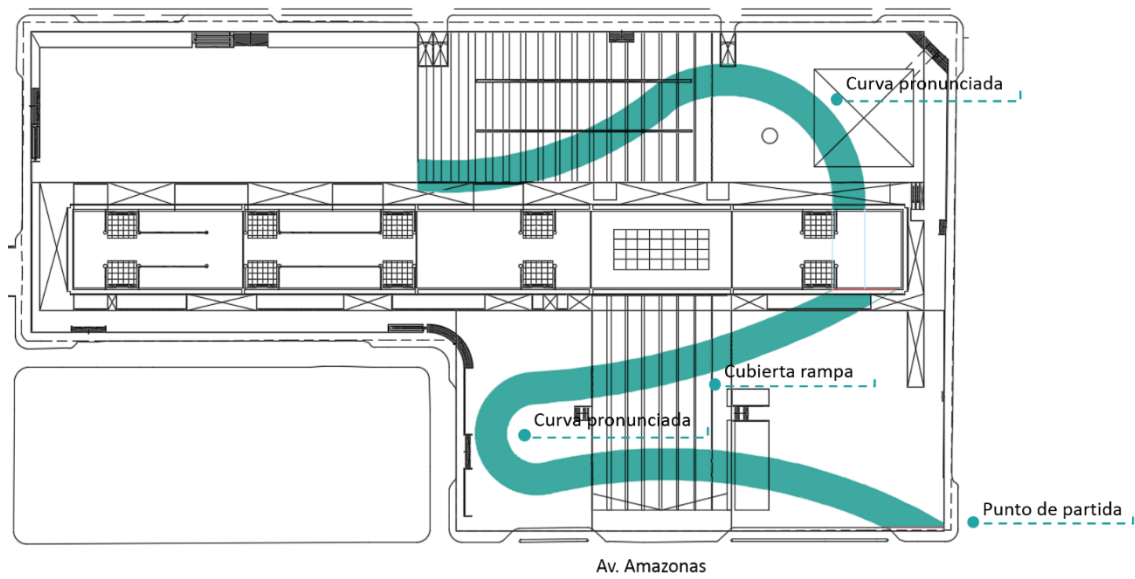 Curva pronunciada
Cubierta rampa
Curva pronunciada
Punto de partida
Av. Amazonas